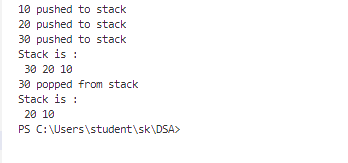 10 pushed to stack
20 pushed to stack
30 pushed to stack
Stack is :
 30 20 10
30 popped from stack
Stack is :
 20 10
PS C:\Users\student\sk\DSA>